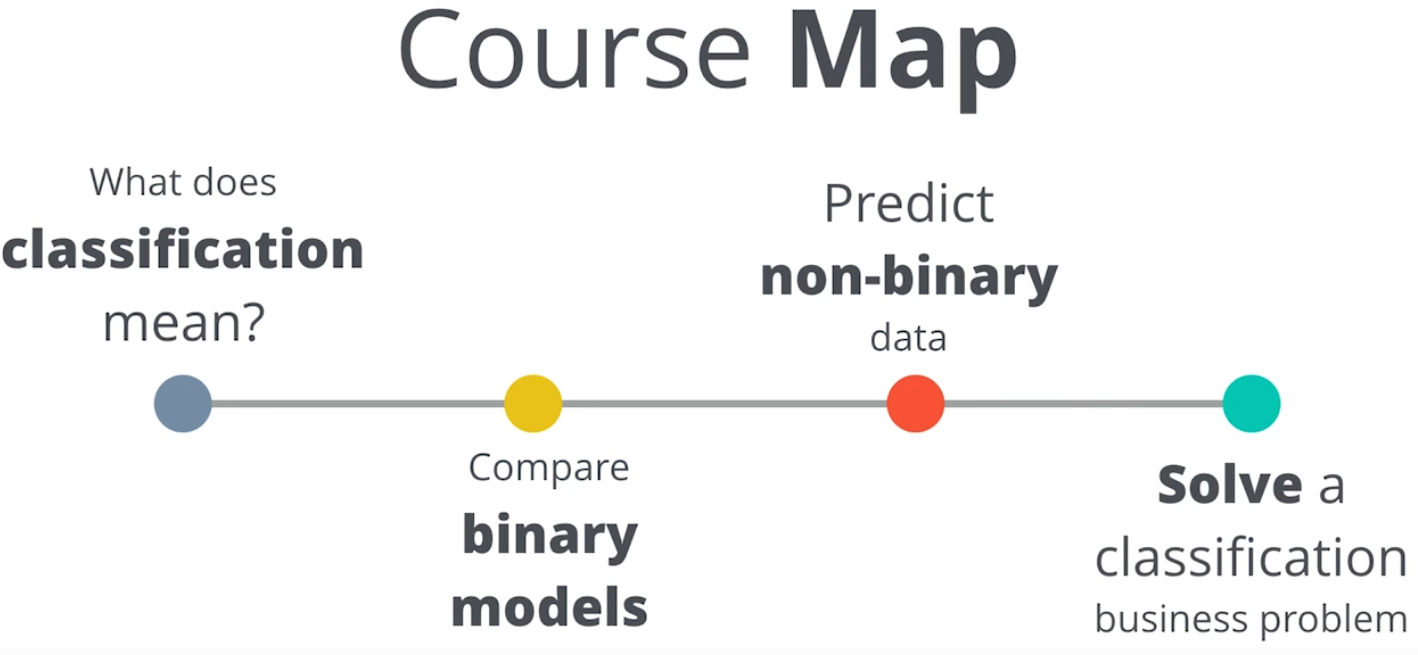 Course Map
What does
classification
mean?
Compare
binary
models
Predict
non-binary
data
Solve a
classification
business problem